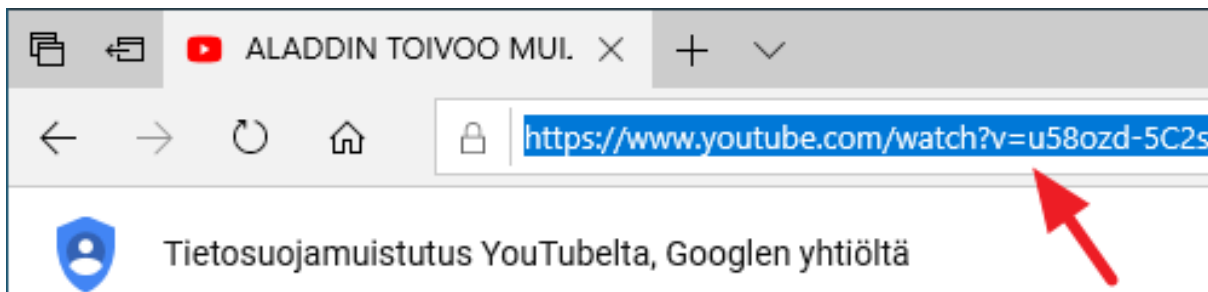 ALADDIN TOIVOO MUI.
https://www.youtube.com/watch?v=u58ozd-5C2s
Tietosuojamuistutus YouTubelta, Googlen yhtiöltä